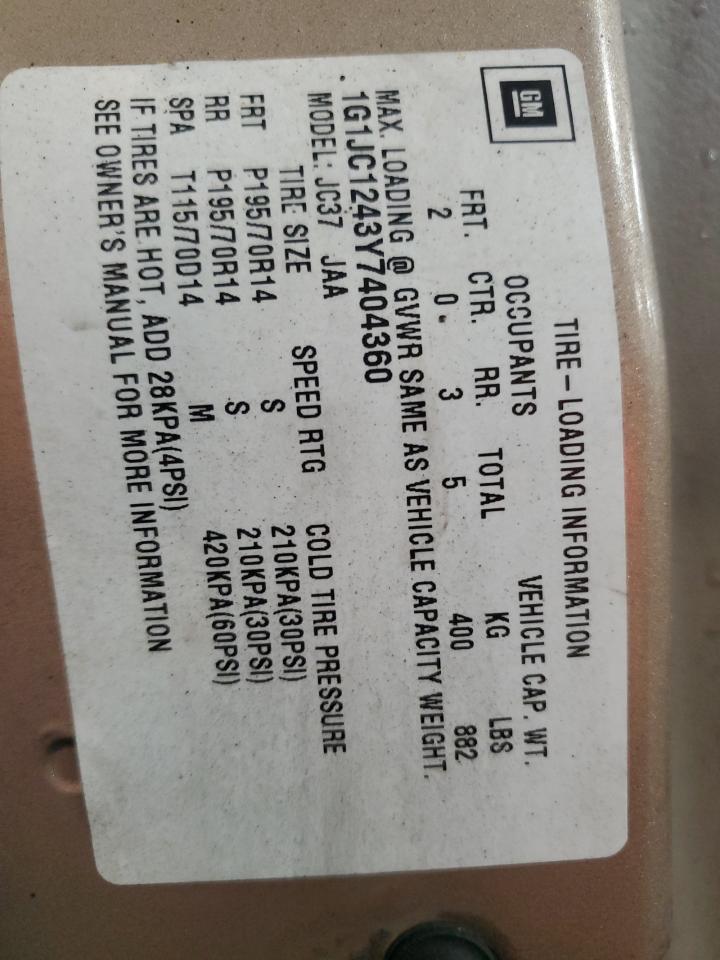 GM
TIRE-LOADING INFORMATION
OCCUPANTS VEHICLE CAP. WT.
FRT. CTR. RR. TOTAL KG LBS
2 0 3 5 400 882
MAX. LOADING @ GVWR SAME AS VEHICLE CAPACITY WEIGHT.
1G1JC1243Y7404360
MODEL: JC37 JAA
TIRE SIZE SPEED RTG COLD TIRE PRESSURE
FRT P195/70R14 S 210KPA(30PSI)
RR P195/70R14 S 210KPA(30PSI)
SPA T115/70D14 M 420KPA(60PSI)
IF TIRES ARE HOT, ADD 28KPA(4PSI)
SEE OWNER'S MANUAL FOR MORE INFORMATION